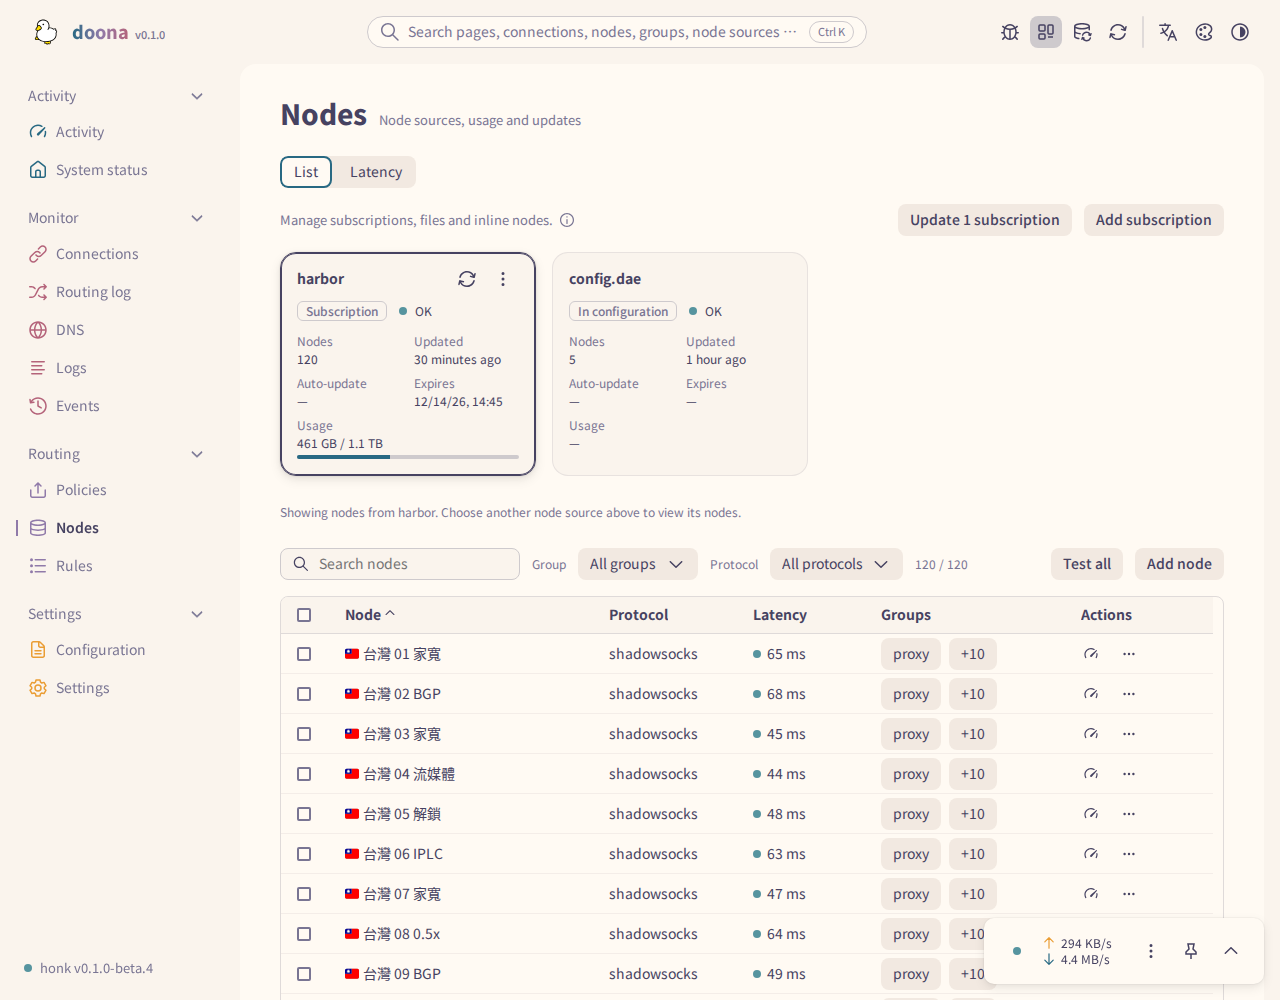 doona v0.1.0
Search pages, connections, nodes, groups, node sources ···
Ctrl K
Activity
Activity
System status
Monitor
Connections
Routing log
DNS
Logs
Events
Routing
Policies
Nodes
Rules
Settings
Configuration
Settings
honk v0.1.0-beta.4
Nodes Node sources, usage and updates
List Latency
Manage subscriptions, files and inline nodes.
Update 1 subscription Add subscription
harbor
Subscription OK
Nodes Updated
120 30 minutes ago
Auto-update Expires
— 12/14/26, 14:45
Usage
461 GB / 1.1 TB
config.dae
In configuration OK
Nodes Updated
5 1 hour ago
Auto-update Expires
— —
Usage
—
Showing nodes from harbor. Choose another node source above to view its nodes.
Search nodes Group All groups Protocol All protocols 120 / 120 Test all Add node
Node Protocol Latency Groups Actions
台灣 01 家寬 shadowsocks 65 ms proxy +10
台灣 02 BGP shadowsocks 68 ms proxy +10
台灣 03 家寬 shadowsocks 45 ms proxy +10
台灣 04 流媒體 shadowsocks 44 ms proxy +10
台灣 05 解鎖 shadowsocks 48 ms proxy +10
台灣 06 IPLC shadowsocks 63 ms proxy +10
台灣 07 家寬 shadowsocks 47 ms proxy +10
台灣 08 0.5x shadowsocks 64 ms proxy +10
台灣 09 BGP shadowsocks 49 ms proxy +10
294 KB/s
4.4 MB/s